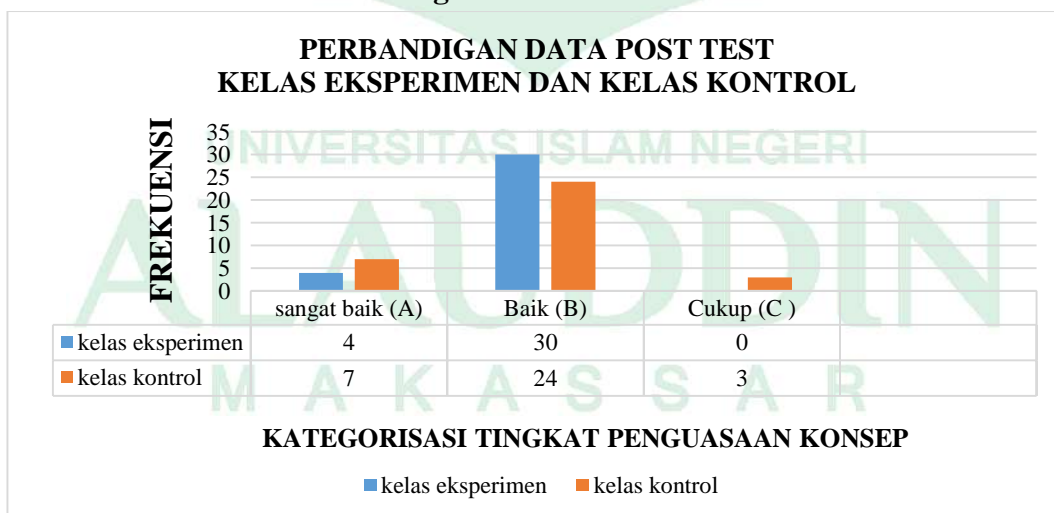 PERBANDIGAN DATA POST TEST
KELAS EKSPERIMEN DAN KELAS KONTROL
UNIVERSITAS ISLAM NEGERI
ALAUDDIN
MAKASSAR
FREKUENSI
35
30
25
20
15
10
5
0
sangat baik (A) Baik (B) Cukup (C )
kelas eksperimen 4 30 0
kelas kontrol 7 24 3
KATEGORISASI TINGKAT PENGUASAAN KONSEP
kelas eksperimen kelas kontrol